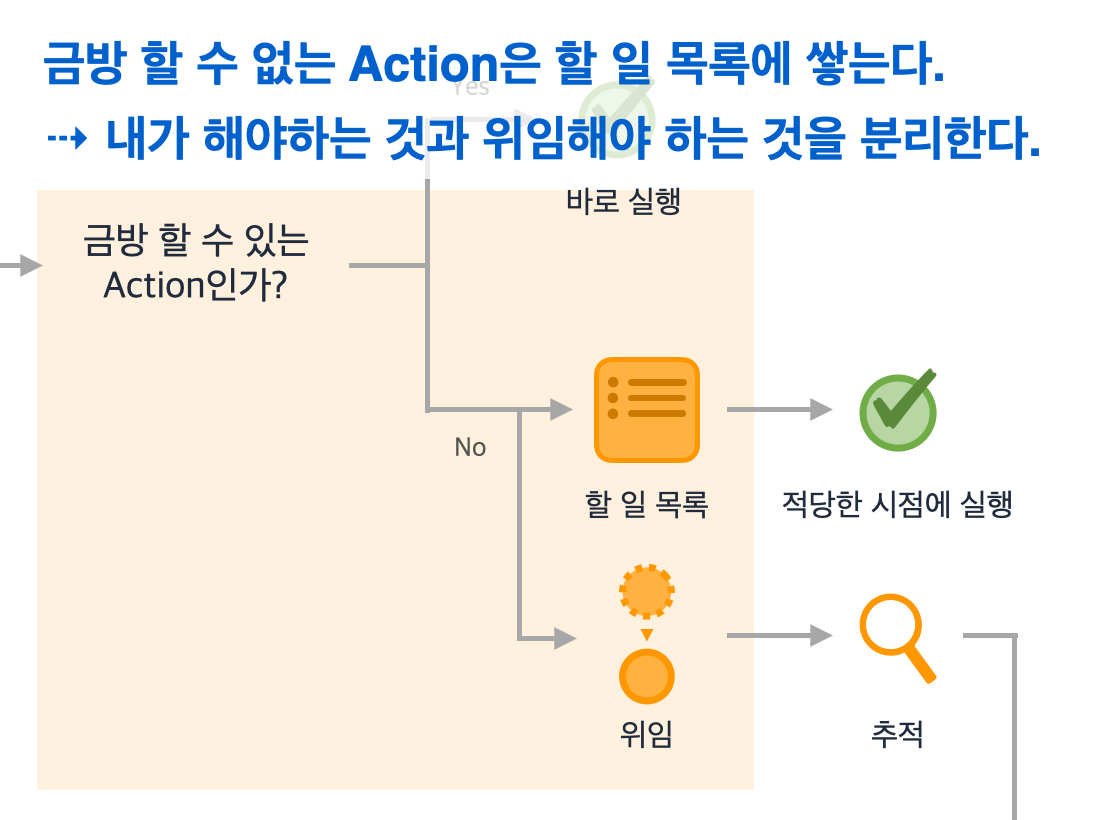 금방 할 수 없는 Action은 할 일 목록에 쌓는다.
⇢ 내가 해야하는 것과 위임해야 하는 것을 분리한다.
Yes
바로 실행
금방 할 수 있는
Action인가?
No
할 일 목록
적당한 시점에 실행
위임
추적